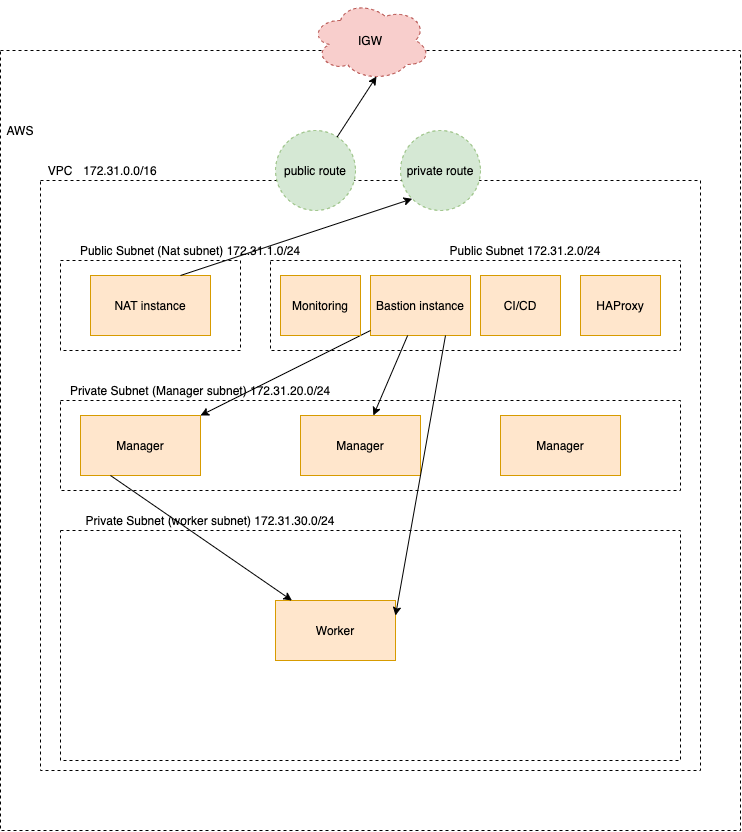 IGW
AWS
public route
private route
VPC 172.31.0.0/16
Public Subnet (Nat subnet) 172.31.1.0/24
Public Subnet 172.31.2.0/24
NAT instance
Monitoring
Bastion instance
CI/CD
HAProxy
Private Subnet (Manager subnet) 172.31.20.0/24
Manager
Manager
Manager
Private Subnet (worker subnet) 172.31.30.0/24
Worker